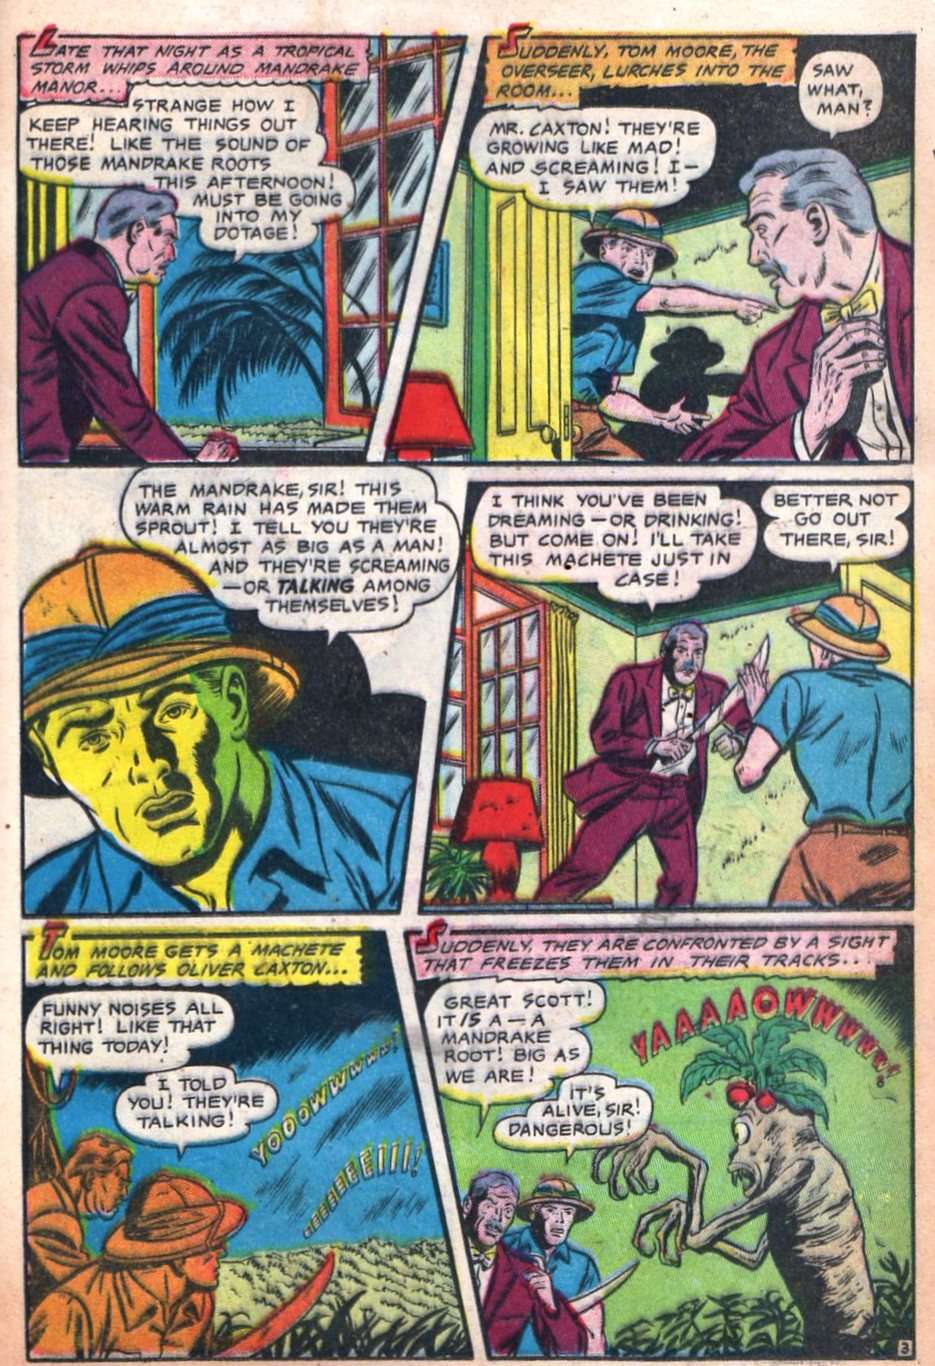 LATE THAT NIGHT AS A TROPICAL
STORM WHIPS AROUND MANDRAKE
MANOR...
STRANGE HOW I
KEEP HEARING THINGS OUT
THERE! LIKE THE SOUND OF
THOSE MANDRAKE ROOTS
THIS AFTERNOON!
MUST BE GOING
INTO MY
DOTAGE!
SUDDENLY, TOM MOORE, THE
OVERSEER, LURCHES INTO THE
ROOM...
MR. CAXTON! THEY'RE
GROWING LIKE MAD!
AND SCREAMING! I-
I SAW THEM!
SAW
WHAT,
MAN?
THE MANDRAKE, SIR! THIS
WARM RAIN HAS MADE THEM
SPROUT! I TELL YOU THEY'RE
ALMOST AS BIG AS A MAN!
AND THEY'RE SCREAMING
—OR TALKING AMONG
THEMSELVES!
I THINK YOU'VE BEEN
DREAMING—OR DRINKING!
BUT COME ON! I'LL TAKE
THIS MACHETE JUST IN
CASE!
BETTER NOT
GO OUT
THERE, SIR!
TOM MOORE GETS A MACHETE
AND FOLLOWS OLIVER CAXTON...
FUNNY NOISES ALL
RIGHT! LIKE THAT
THING TODAY!
I TOLD
YOU! THEY'RE
TALKING!
YOOOWWWWW!
EEEEEEIII!
SUDDENLY, THEY ARE CONFRONTED BY A SIGHT
THAT FREEZES THEM IN THEIR TRACKS...
GREAT SCOTT!
IT IS A—A
MANDRAKE
ROOT! BIG AS
WE ARE!
IT'S
ALIVE, SIR!
DANGEROUS!
YAAAAOWWWWW!
3